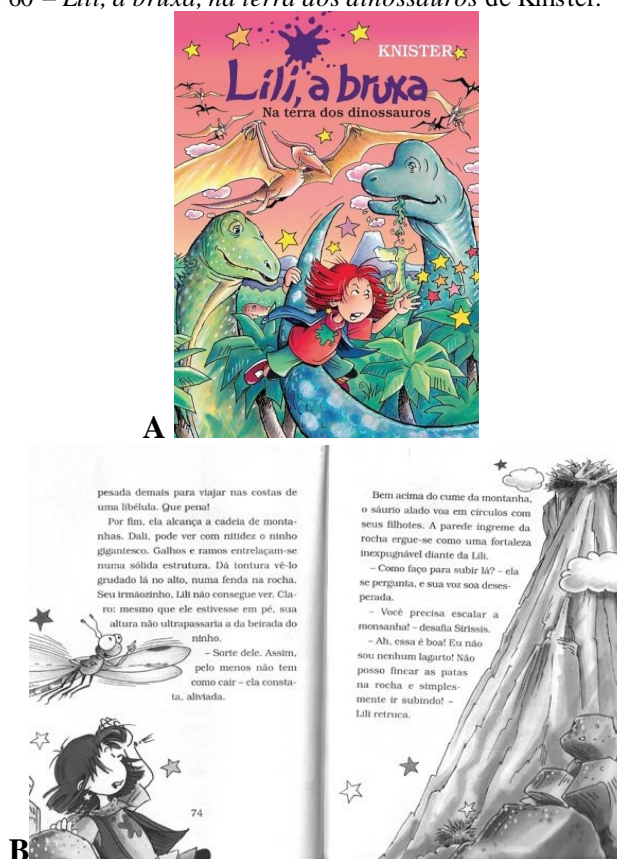 60 – Lili, a bruxa, na terra dos dinossauros de Knister.
KNISTER
Lili, a bruxa
Na terra dos dinossauros
A
pesada demais para viajar nas costas de
uma libélula. Que pena!
Por fim, ela alcança a cadeia de monta-
nhas. Dali, pode ver com nitidez o ninho
gigantesco. Galhos e ramos entrelaçam-se
numa sólida estrutura. Dá tontura vê-lo
grudado lá no alto, numa fenda na rocha.
Seu irmãozinho, Lili não consegue ver. Cla-
ro: mesmo que ele estivesse em pé, sua
altura não ultrapassaria a da beirada do
ninho.
– Sorte dele. Assim,
pelo menos não tem
como cair – ela consta-
ta, aliviada.
74
Bem acima do cume da montanha,
o sáurio alado voa em círculos com
seus filhotes. A parede íngreme da
rocha ergue-se como uma fortaleza
inexpugnável diante da Lili.
– Como faço para subir lá? – ela
se pergunta, e sua voz soa deses-
perada.
– Você precisa escalar a
monsanha! – desafia Sirissis.
– Ah, essa é boa! Eu não
sou nenhum lagarto! Não
posso fincar as patas
na rocha e simples-
mente ir subindo! –
Lili retruca.
B